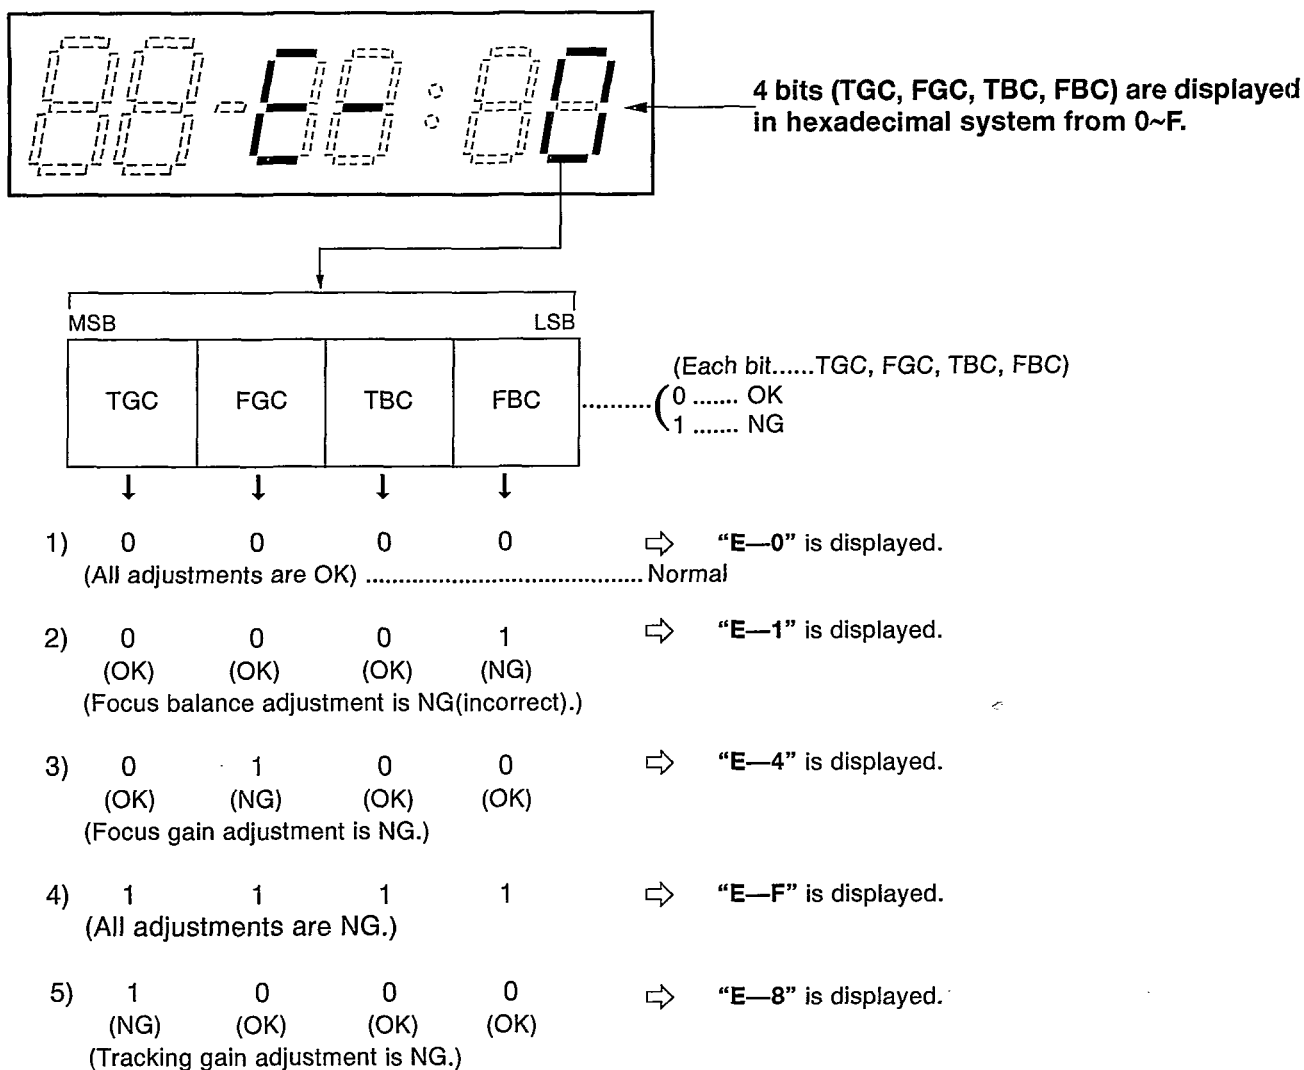 E-:0
4 bits (TGC, FGC, TBC, FBC) are displayed
in hexadecimal system from 0~F.
MSB LSB
TGC FGC TBC FBC
(Each bit......TGC, FGC, TBC, FBC)
0 ....... OK
1 ....... NG
1) 0 0 0 0 ⇨ “E—0” is displayed.
(All adjustments are OK) ............................................ Normal
2) 0 0 0 1 ⇨ “E—1” is displayed.
(OK) (OK) (OK) (NG)
(Focus balance adjustment is NG(incorrect).)
3) 0 1 0 0 ⇨ “E—4” is displayed.
(OK) (NG) (OK) (OK)
(Focus gain adjustment is NG.)
4) 1 1 1 1 ⇨ “E—F” is displayed.
(All adjustments are NG.)
5) 1 0 0 0 ⇨ “E—8” is displayed.
(NG) (OK) (OK) (OK)
(Tracking gain adjustment is NG.)